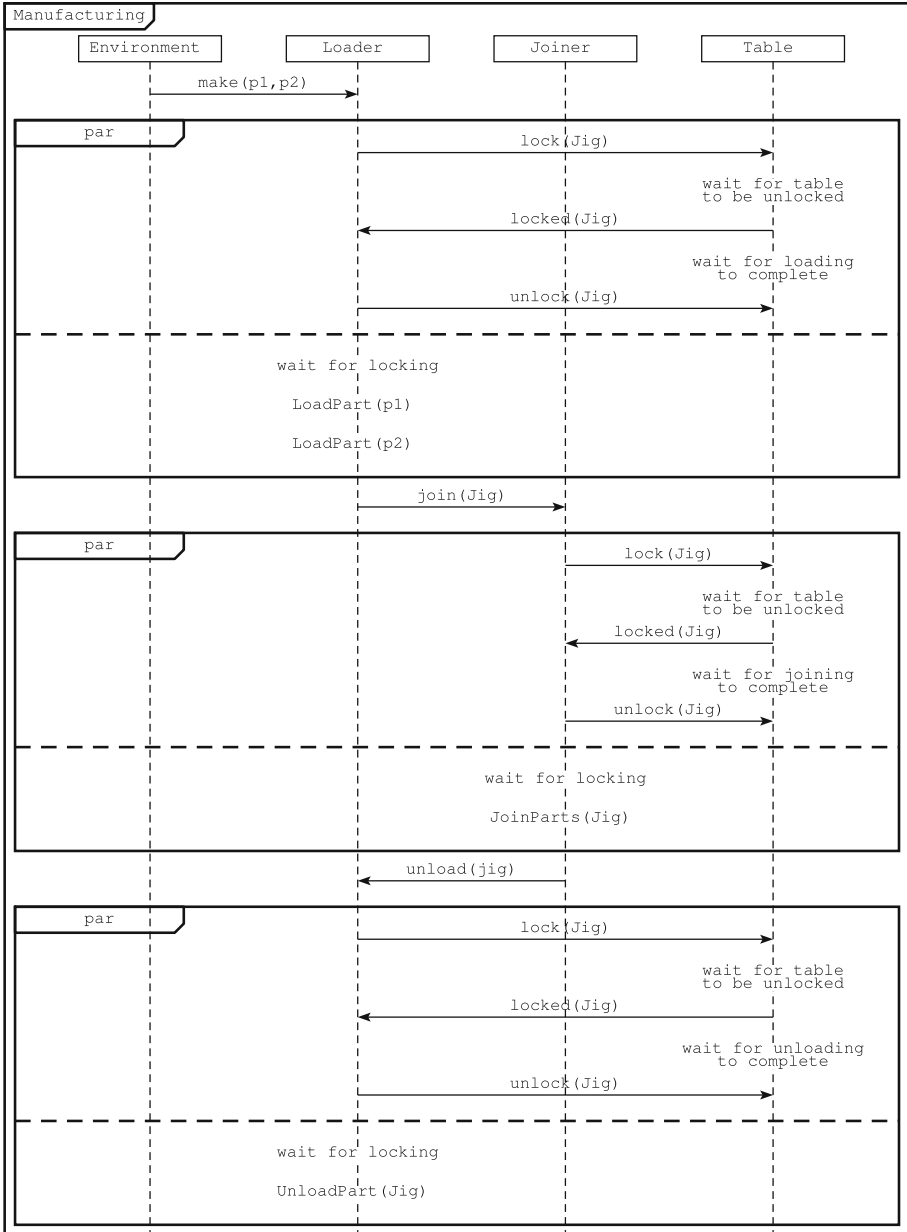 Manufacturing
Environment
Loader
Joiner
Table
make(p1,p2)
par
lock(Jig)
wait for table
to be unlocked
locked(Jig)
wait for loading
to complete
unlock(Jig)
wait for locking
LoadPart(p1)
LoadPart(p2)
join(Jig)
par
lock(Jig)
wait for table
to be unlocked
locked(Jig)
wait for joining
to complete
unlock(Jig)
wait for locking
JoinParts(Jig)
unload(jig)
par
lock(Jig)
wait for table
to be unlocked
locked(Jig)
wait for unloading
to complete
unlock(Jig)
wait for locking
UnloadPart(Jig)